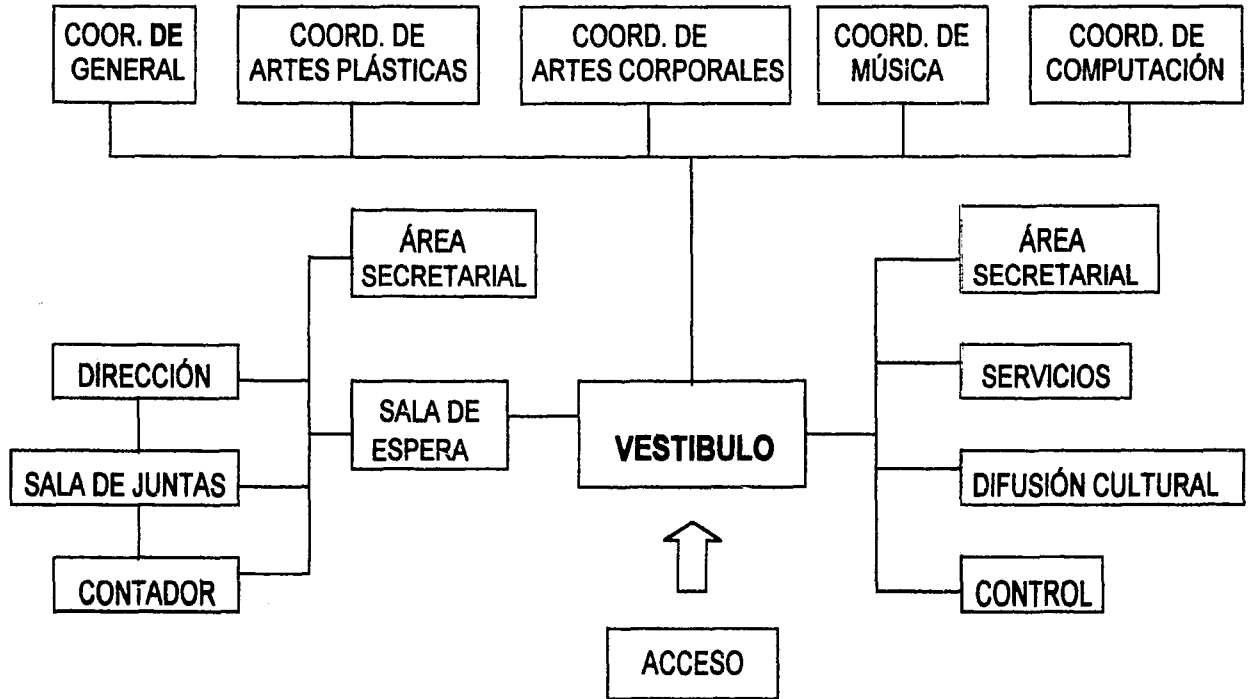 COOR. DE
GENERAL
COORD. DE
ARTES PLÁSTICAS
COORD. DE
ARTES CORPORALES
COORD. DE
MÚSICA
COORD. DE
COMPUTACIÓN
ÁREA
SECRETARIAL
ÁREA
SECRETARIAL
DIRECCIÓN
SALA DE
ESPERA
VESTIBULO
SERVICIOS
SALA DE JUNTAS
DIFUSIÓN CULTURAL
CONTADOR
CONTROL
ACCESO